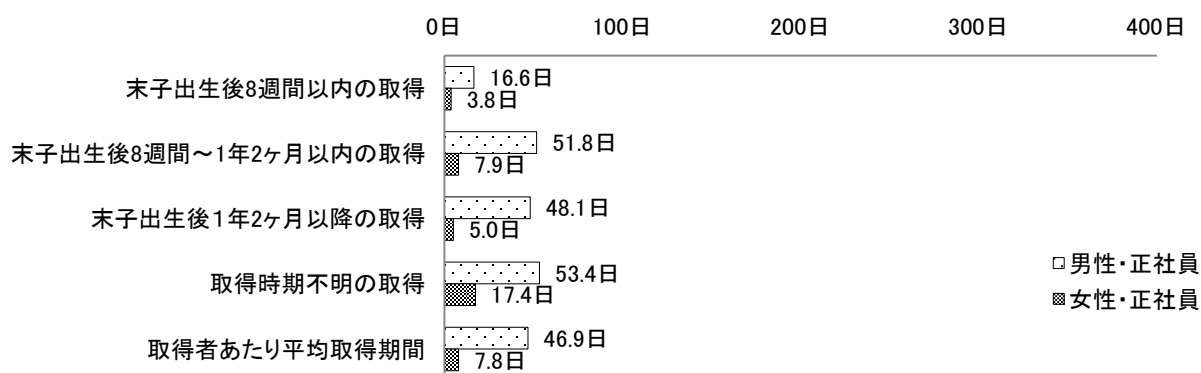 0日 100日 200日 300日 400日
末子出生後8週間以内の取得
16.6日
3.8日
末子出生後8週間～1年2ヶ月以内の取得
51.8日
7.9日
末子出生後１年2ヶ月以降の取得
48.1日
5.0日
取得時期不明の取得
53.4日
17.4日
取得者あたり平均取得期間
46.9日
7.8日
男性・正社員
女性・正社員